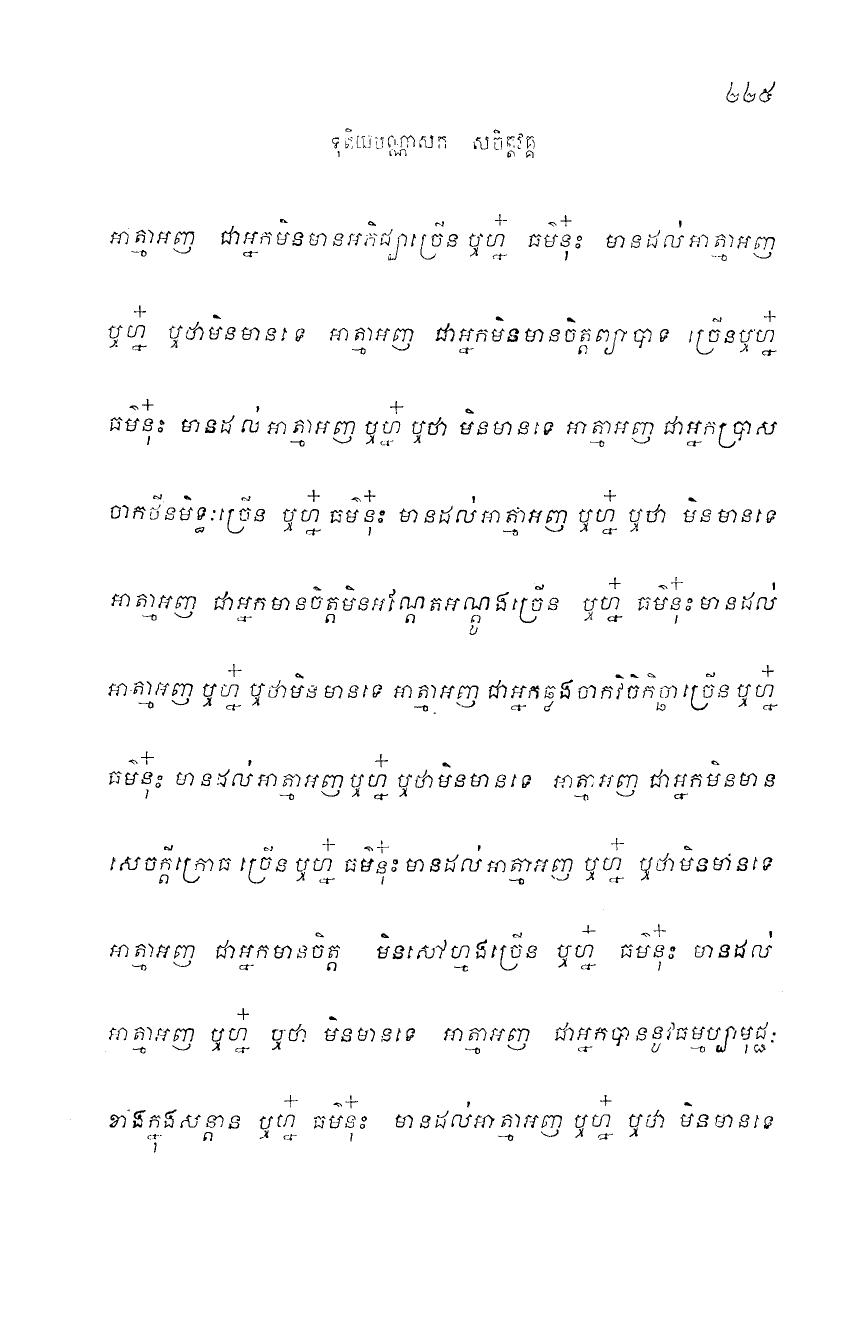 ២២៥
ទុតិយបណ្ណាសក សចិត្តវគ្គ
អាត្មាអញ ជាអ្នកមិនមានអភិជ្ឈាច្រើន ឬហ្ន៎ ធម៌នុ៎ះ មានដល់អាត្មាអញ
ឬហ្ន៎ ឬថាមិនមានទេ អាត្មាអញ ជាអ្នកមិនមានចិត្តព្យាបាទ ច្រើនឬហ្ន៎
ធម៌នុ៎ះ មានដល់អាត្មាអញ ឬហ្ន៎ ឬថា មិនមានទេ អាត្មាអញ ជាអ្នកប្រាស
ចាកថីនមិទ្ធៈច្រើន ឬហ្ន៎ ធម៌នុ៎ះ មានដល់អាត្មាអញ ឬហ្ន៎ ឬថា មិនមានទេ
អាត្មាអញ ជាអ្នកមានចិត្តមិនអណ្តែតអណ្តូងច្រើន ឬហ្ន៎ ធម៌នុ៎ះ មានដល់
អាត្មាអញ ឬហ្ន៎ ឬថាមិនមានទេ អាត្មាអញ ជាអ្នកឆ្លងចាកវិចិកិច្ឆាច្រើនឬហ្ន៎
ធម៌នុ៎ះ មានដល់អាត្មាអញ ឬហ្ន៎ ឬថាមិនមានទេ អាត្មាអញ ជាអ្នកមិនមាន
សេចក្តីក្រោធ ច្រើន ឬហ្ន៎ ធម៌នុ៎ះ មានដល់អាត្មាអញ ឬហ្ន៎ ឬថាមិនមានទេ
អាត្មាអញ ជាអ្នកមានចិត្ត មិនសៅហ្មងច្រើន ឬហ្ន៎ ធម៌នុ៎ះ មានដល់
អាត្មាអញ ឬហ្ន៎ ឬថា មិនមានទេ អាត្មាអញ ជាអ្នកបាននូវធម្មប្បាមុជ្ជៈ
ខាងក្នុងសន្តាន ឬហ្ន៎ ធម៌នុ៎ះ មានដល់អាត្មាអញ ឬហ្ន៎ ឬថា មិនមានទេ